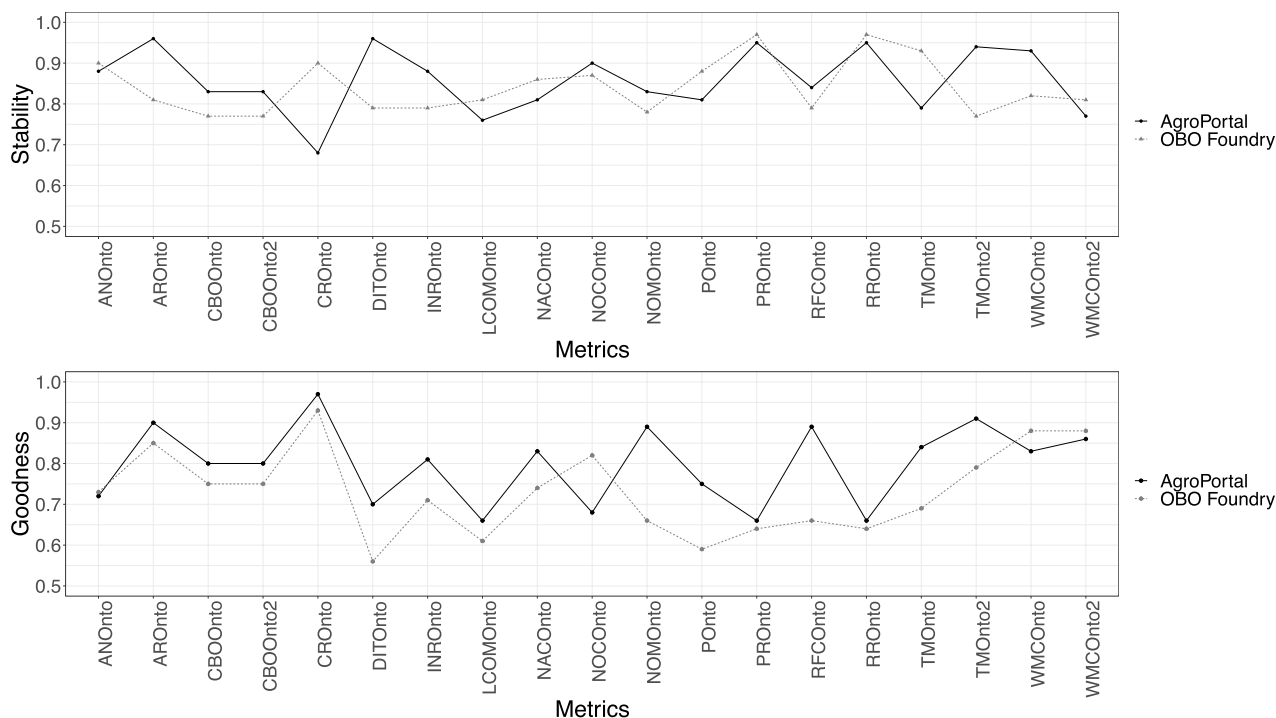 Stability
1.0
0.9
0.8
0.7
0.6
0.5
ANOnto
AROnto
CBOOnto
CBOOnto2
CROnto
DITOnto
INROnto
LCOMOnto
NACOnto
NOCOnto
NOMOnto
POnto
PROnto
RFCOnto
RROnto
TMOnto
TMOnto2
WMCOnto
WMCOnto2
Metrics
AgroPortal
OBO Foundry
Goodness
1.0
0.9
0.8
0.7
0.6
0.5
ANOnto
AROnto
CBOOnto
CBOOnto2
CROnto
DITOnto
INROnto
LCOMOnto
NACOnto
NOCOnto
NOMOnto
POnto
PROnto
RFCOnto
RROnto
TMOnto
TMOnto2
WMCOnto
WMCOnto2
Metrics
AgroPortal
OBO Foundry